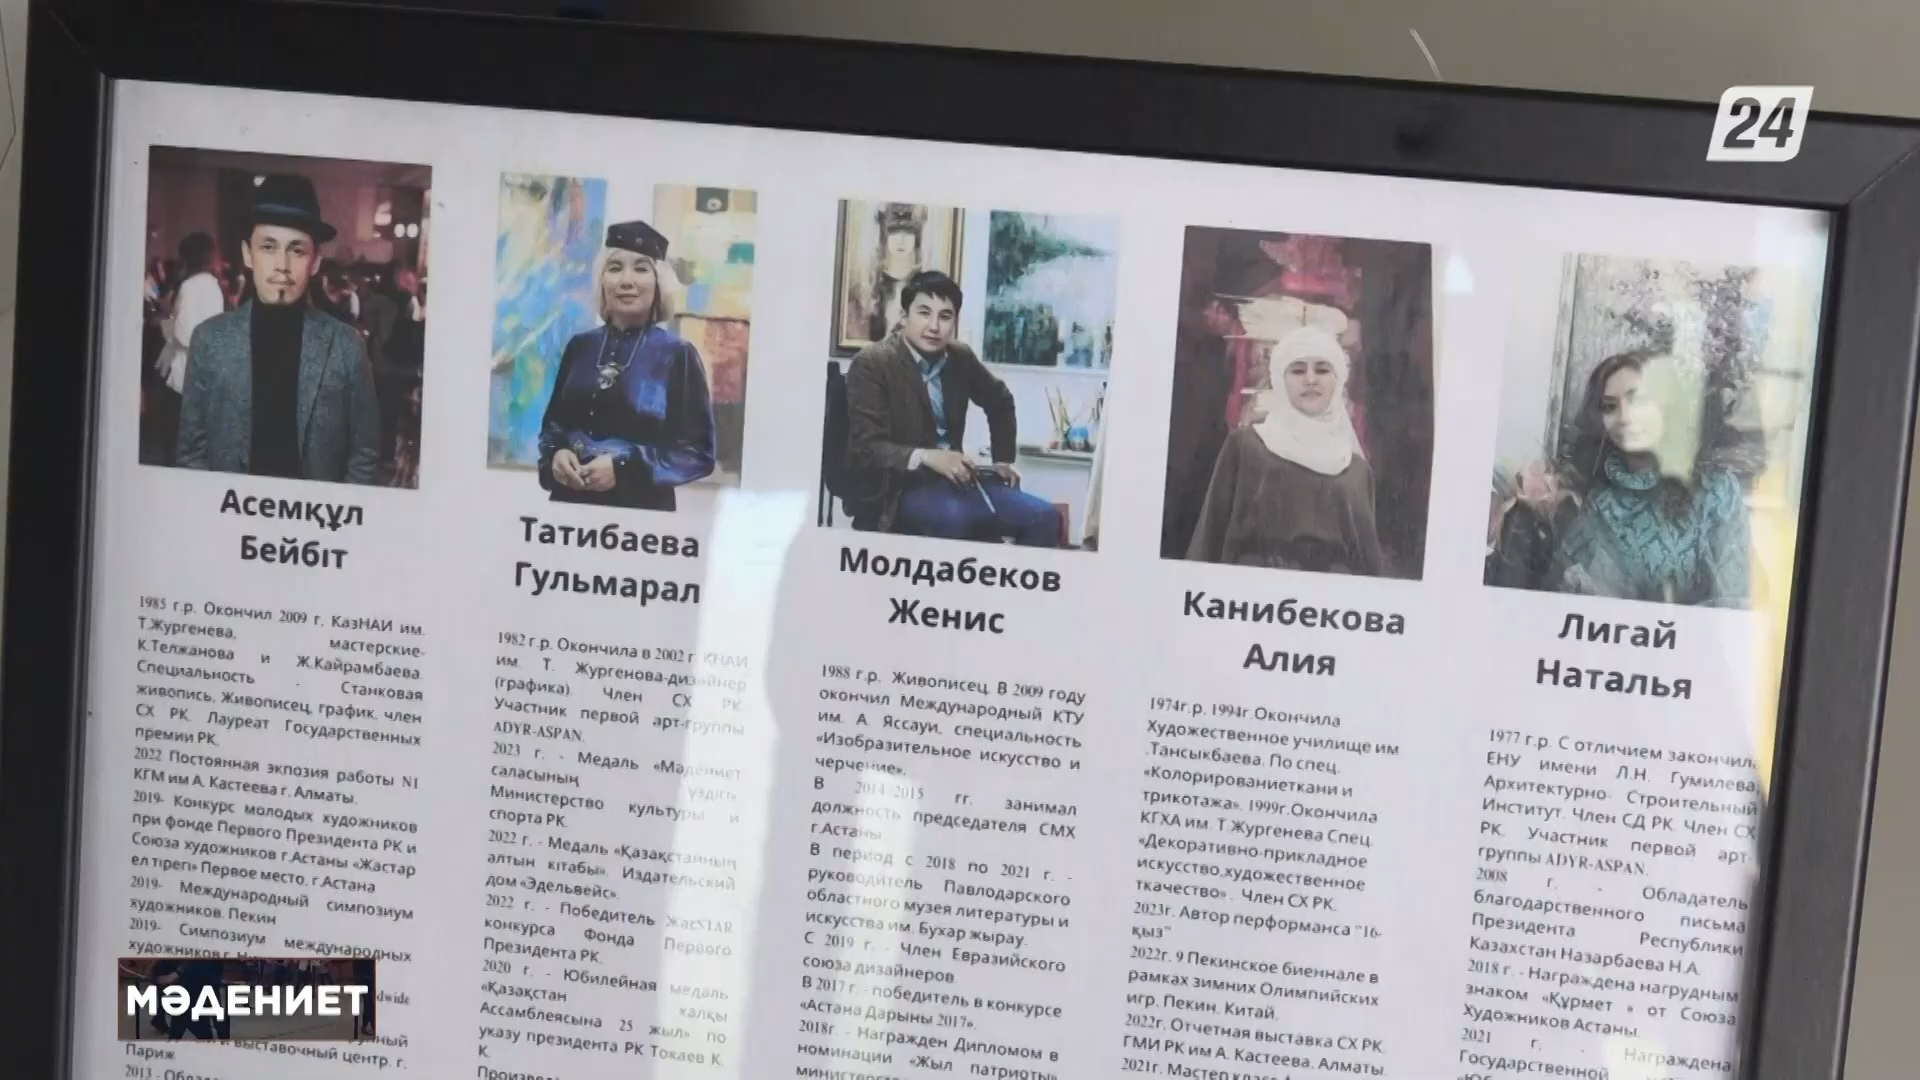 24
Асемқұл
Бейбіт
1985 г.р. Окончил 2009 г. КазНАИ им.
Т.Жургенева, мастерские-
К.Телжанова и Ж.Кайрамбаева.
Специальность - Станковая
живопись, Живописец, график, член
СХ РК. Лауреат Государственных
премии РК.
2022 Постоянная экпозия работы N1
КГМ им А. Кастеева г. Алматы.
2019- Конкурс молодых художников
при фонде Первого Президента РК и
Союза художников г.Астаны «Жастар
ел тірегі» Первое место, г.Астана
2019- Международный симпозиум
художников. Пекин
2019- Симпозиум международных
художников г.
dwide
и выставочный центр. г.
Париж
2013 -
Татибаева
Гульмарал
1982 г.р. Окончила в 2002 г. КНАИ
им. Т. Жургенова-дизайнер
(графика). Член СХ РК.
Участник первой арт-группы
ADYR-ASPAN.
2023 г. - Медаль «Мәдениет
саласының үздігі».
Министерство культуры и
спорта РК.
2022 г. - Медаль «Қазақстанның
алтын кітабы». Издательский
дом «Эдельвейс».
2022 г. - Победитель ЖасSTAR
конкурса Фонда Первого
Президента РК.
2020 г. - Юбилейная медаль
«Қазақстан халқы
Ассамблеясына 25 жыл» по
указу президента РК Токаев К.
К.
Молдабеков
Женис
1988 г.р. Живописец. В 2009 году
окончил Международный КТУ
им. А. Яссауи, специальность
«Изобразительное искусство и
черчение».
В 2014-2015 гг. занимал
должность председателя СМХ
г.Астаны
В период с 2018 по 2021 г. -
руководитель Павлодарского
областного музея литературы и
искусства им. Бухар жырау.
С 2019 г. - Член Евразийского
союза дизайнеров.
В 2017 г. - победитель в конкурсе
«Астана Дарыны 2017».
2018г. - Награжден Дипломом в
номинации «Жыл патриоты»
Канибекова
Алия
1974г.р. 1994г.Окончила
Художественное училище им
.Тансыкбаева. По спец.
«Колорированиеткани и
трикотажа». 1999г.Окончила
КГХА им. Т.Жургенева Спец.
«Декоративно-прикладное
искусство,художественное
ткачество» . Член СХ РК.
2023г. Автор перформанса "16-
қыз"
2022г. 9 Пекинское биеннале в
рамках зимних Олимпийских
игр. Пекин. Китай.
2022г. Отчетная выставка СХ РК.
ГМИ РК им А. Кастеева. Алматы.
2021г. Мастер класс
Лигай
Наталья
1977 г.р. С отличием закончила
ЕНУ имени Л.Н. Гумилева,
Архитектурно- Строительный
Институт. Член СД РК. Член СХ
РК. Участник первой арт-
группы ADYR-ASPAN.
2008 г. - Обладатель
благодарственного письма
Президента Республики
Казахстан Назарбаева Н.А.
2018 г. - Награждена нагрудным
знаком «Құрмет » от Союза
Художников Астаны.
2021 г. - Награждена
Государственной
МӘДЕНИЕТ